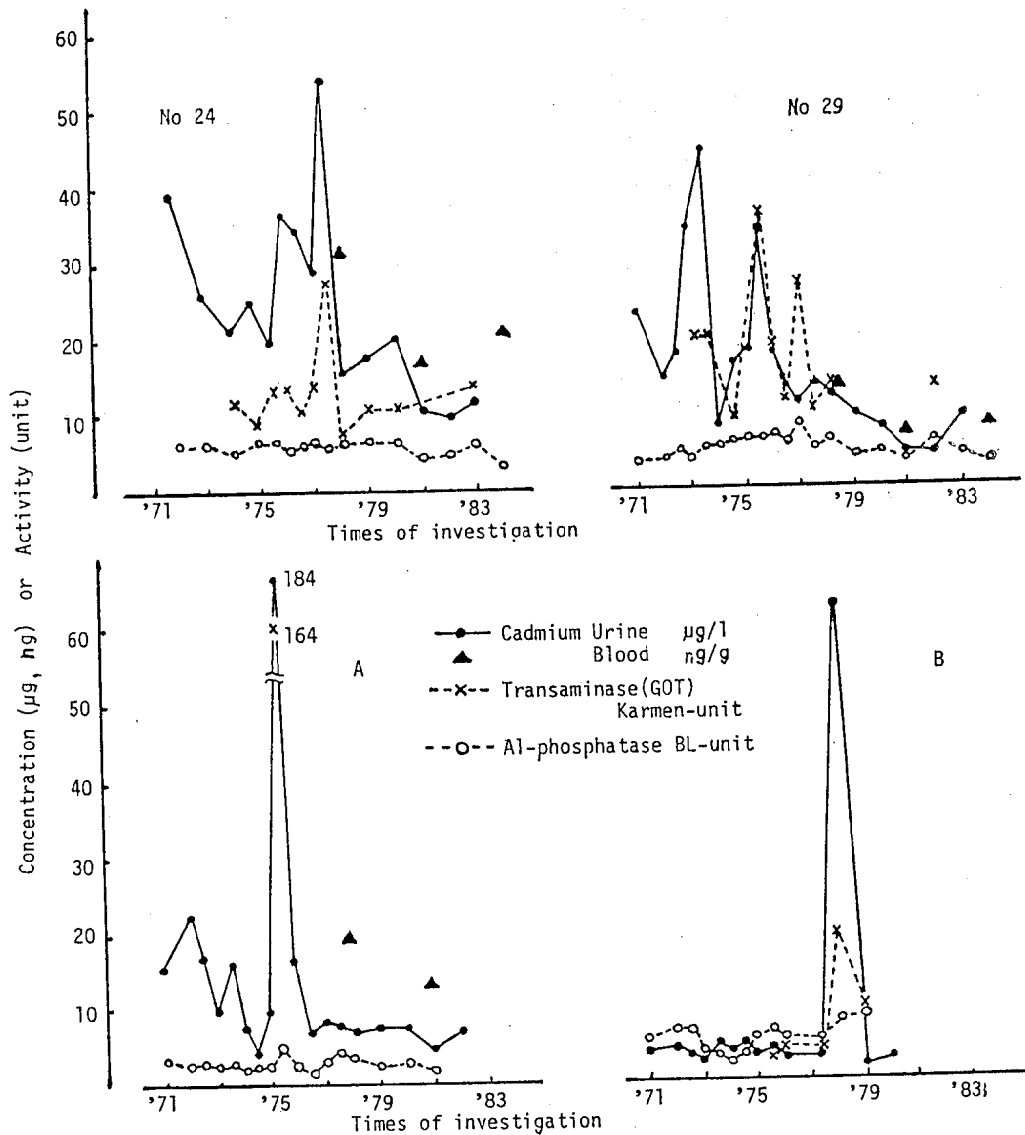 60
50
40
30
20
10
No 24
No 29
'71 '75 '79 '83
'71 '75 '79 '83
Times of investigation
Concentration (µg, ng) or Activity (unit)
60
50
40
30
20
10
184
164
A
B
Cadmium Urine µg/l
Blood ng/g
Transaminase(GOT)
Karmen-unit
Al-phosphatase BL-unit
'71 '75 '79 '83
'71 '75 '79 '83
Times of investigation